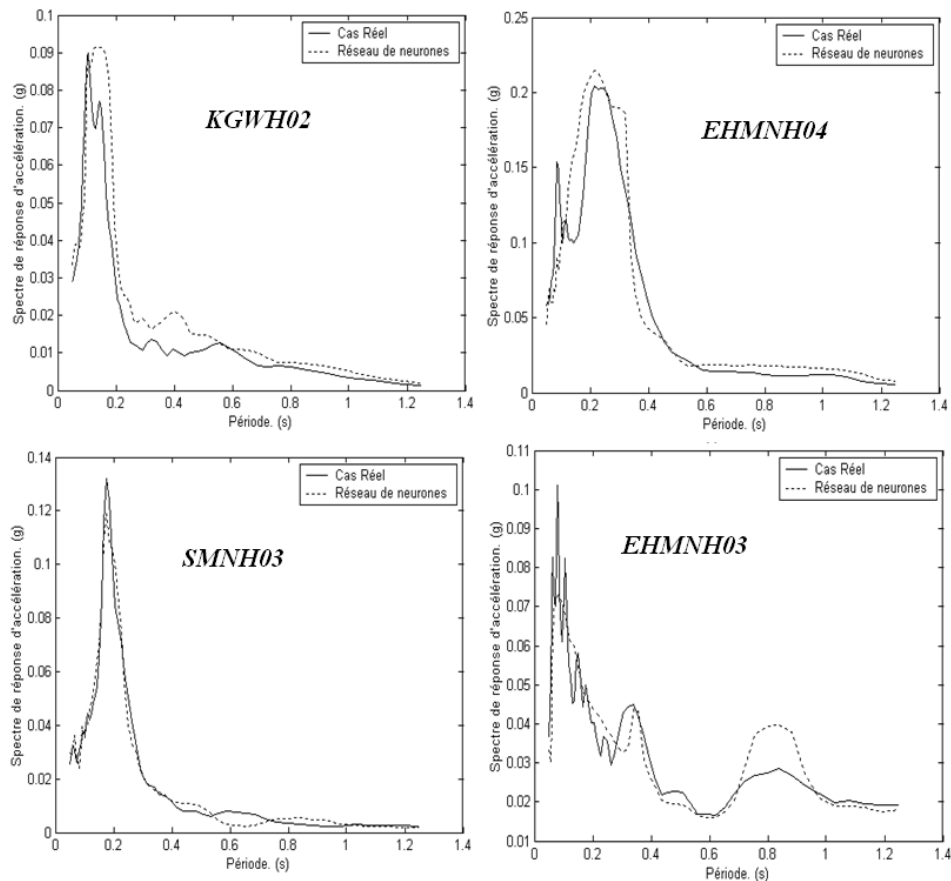 Spectre de réponse d'accélération. (g)
0.1
0.09
0.08
0.07
0.06
0.05
0.04
0.03
0.02
0.01
0
Cas Réel
Réseau de neurones
KGWH02
0 0.2 0.4 0.6 0.8 1 1.2 1.4
Période. (s)
Spectre de réponse d'accélération. (g)
0.25
0.2
0.15
0.1
0.05
0
Cas Réel
Réseau de neurones
EHMNH04
0 0.2 0.4 0.6 0.8 1 1.2 1.4
Période. (s)
Spectre de réponse d'accélération. (g)
0.14
0.12
0.1
0.08
0.06
0.04
0.02
0
Cas Réel
Réseau de neurones
SMNH03
0 0.2 0.4 0.6 0.8 1 1.2 1.4
Période. (s)
Spectre de réponse d'accélération. (g)
0.11
0.1
0.09
0.08
0.07
0.06
0.05
0.04
0.03
0.02
0.01
Cas Réel
Réseau de neurones
EHMNH03
0 0.2 0.4 0.6 0.8 1 1.2 1.4
Période. (s)